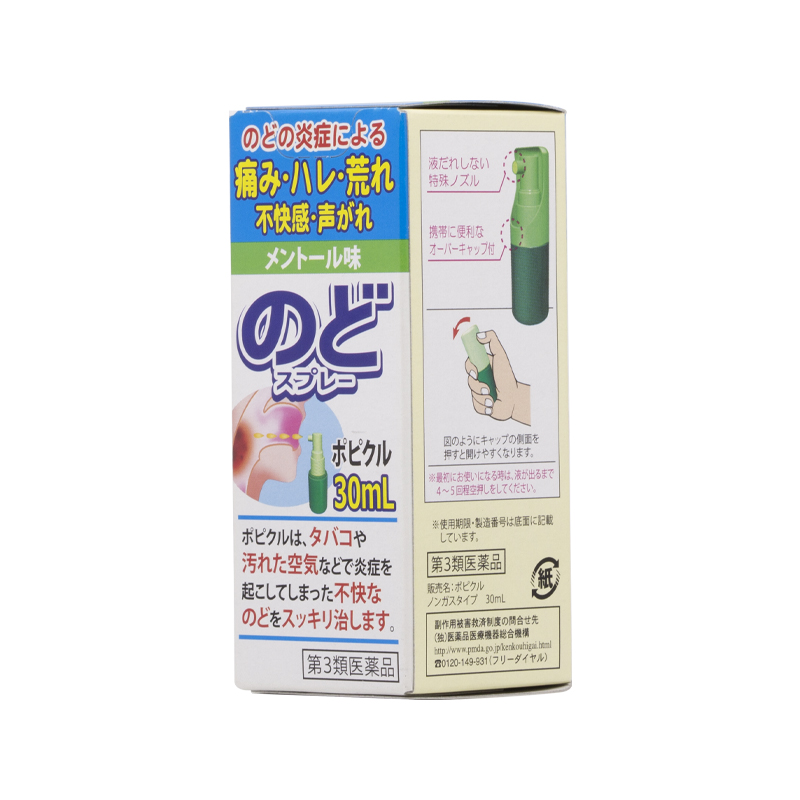 のどの炎症による
痛み・ハレ・荒れ
不快感・声がれ
メントール味
のど
スプレー
ポピクル
30mL
ポピクルは、タバコや
汚れた空気などで炎症を
起こしてしまった不快な
のどをスッキリ治します。
第3類医薬品
液だれしない
特殊ノズル
携帯に便利な
オーバーキャップ付
図のようにキャップの側面を
押すと開けやすくなります。
※最初にお使いになる時は、液が出るまで
4〜5回程空押しをしてください。
※使用期限・製造番号は底面に記載
しています。
第3類医薬品
販売名:ポピクル
ノンガスタイプ 30mL
紙
副作用被害救済制度の問合せ先
(独)医薬品医療機器総合機構
http://www.pmda.go.jp/kenkouhigai.html
☎0120-149-931(フリーダイヤル)